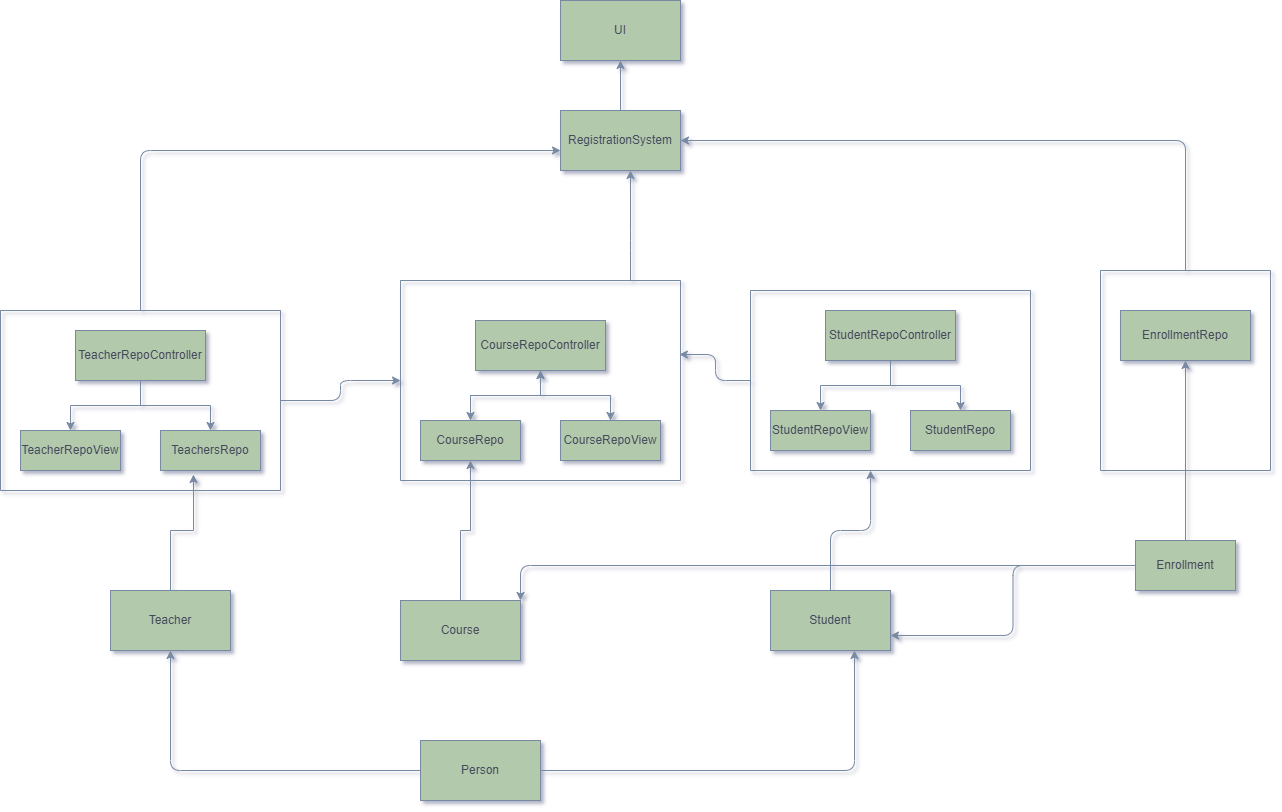 UI
RegistrationSystem
TeacherRepoController
TeacherRepoView
TeachersRepo
CourseRepoController
CourseRepo
CourseRepoView
StudentRepoController
StudentRepoView
StudentRepo
EnrollmentRepo
Enrollment
Teacher
Course
Student
Person